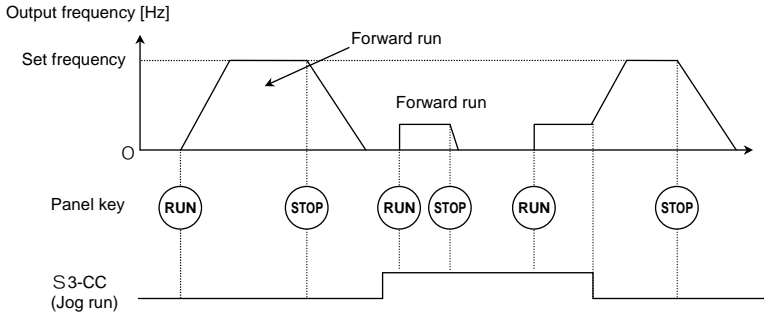 Output frequency [Hz]
Forward run
Set frequency
Forward run
O
Panel key
RUN
STOP
RUN
STOP
RUN
STOP
S3-CC
(Jog run)